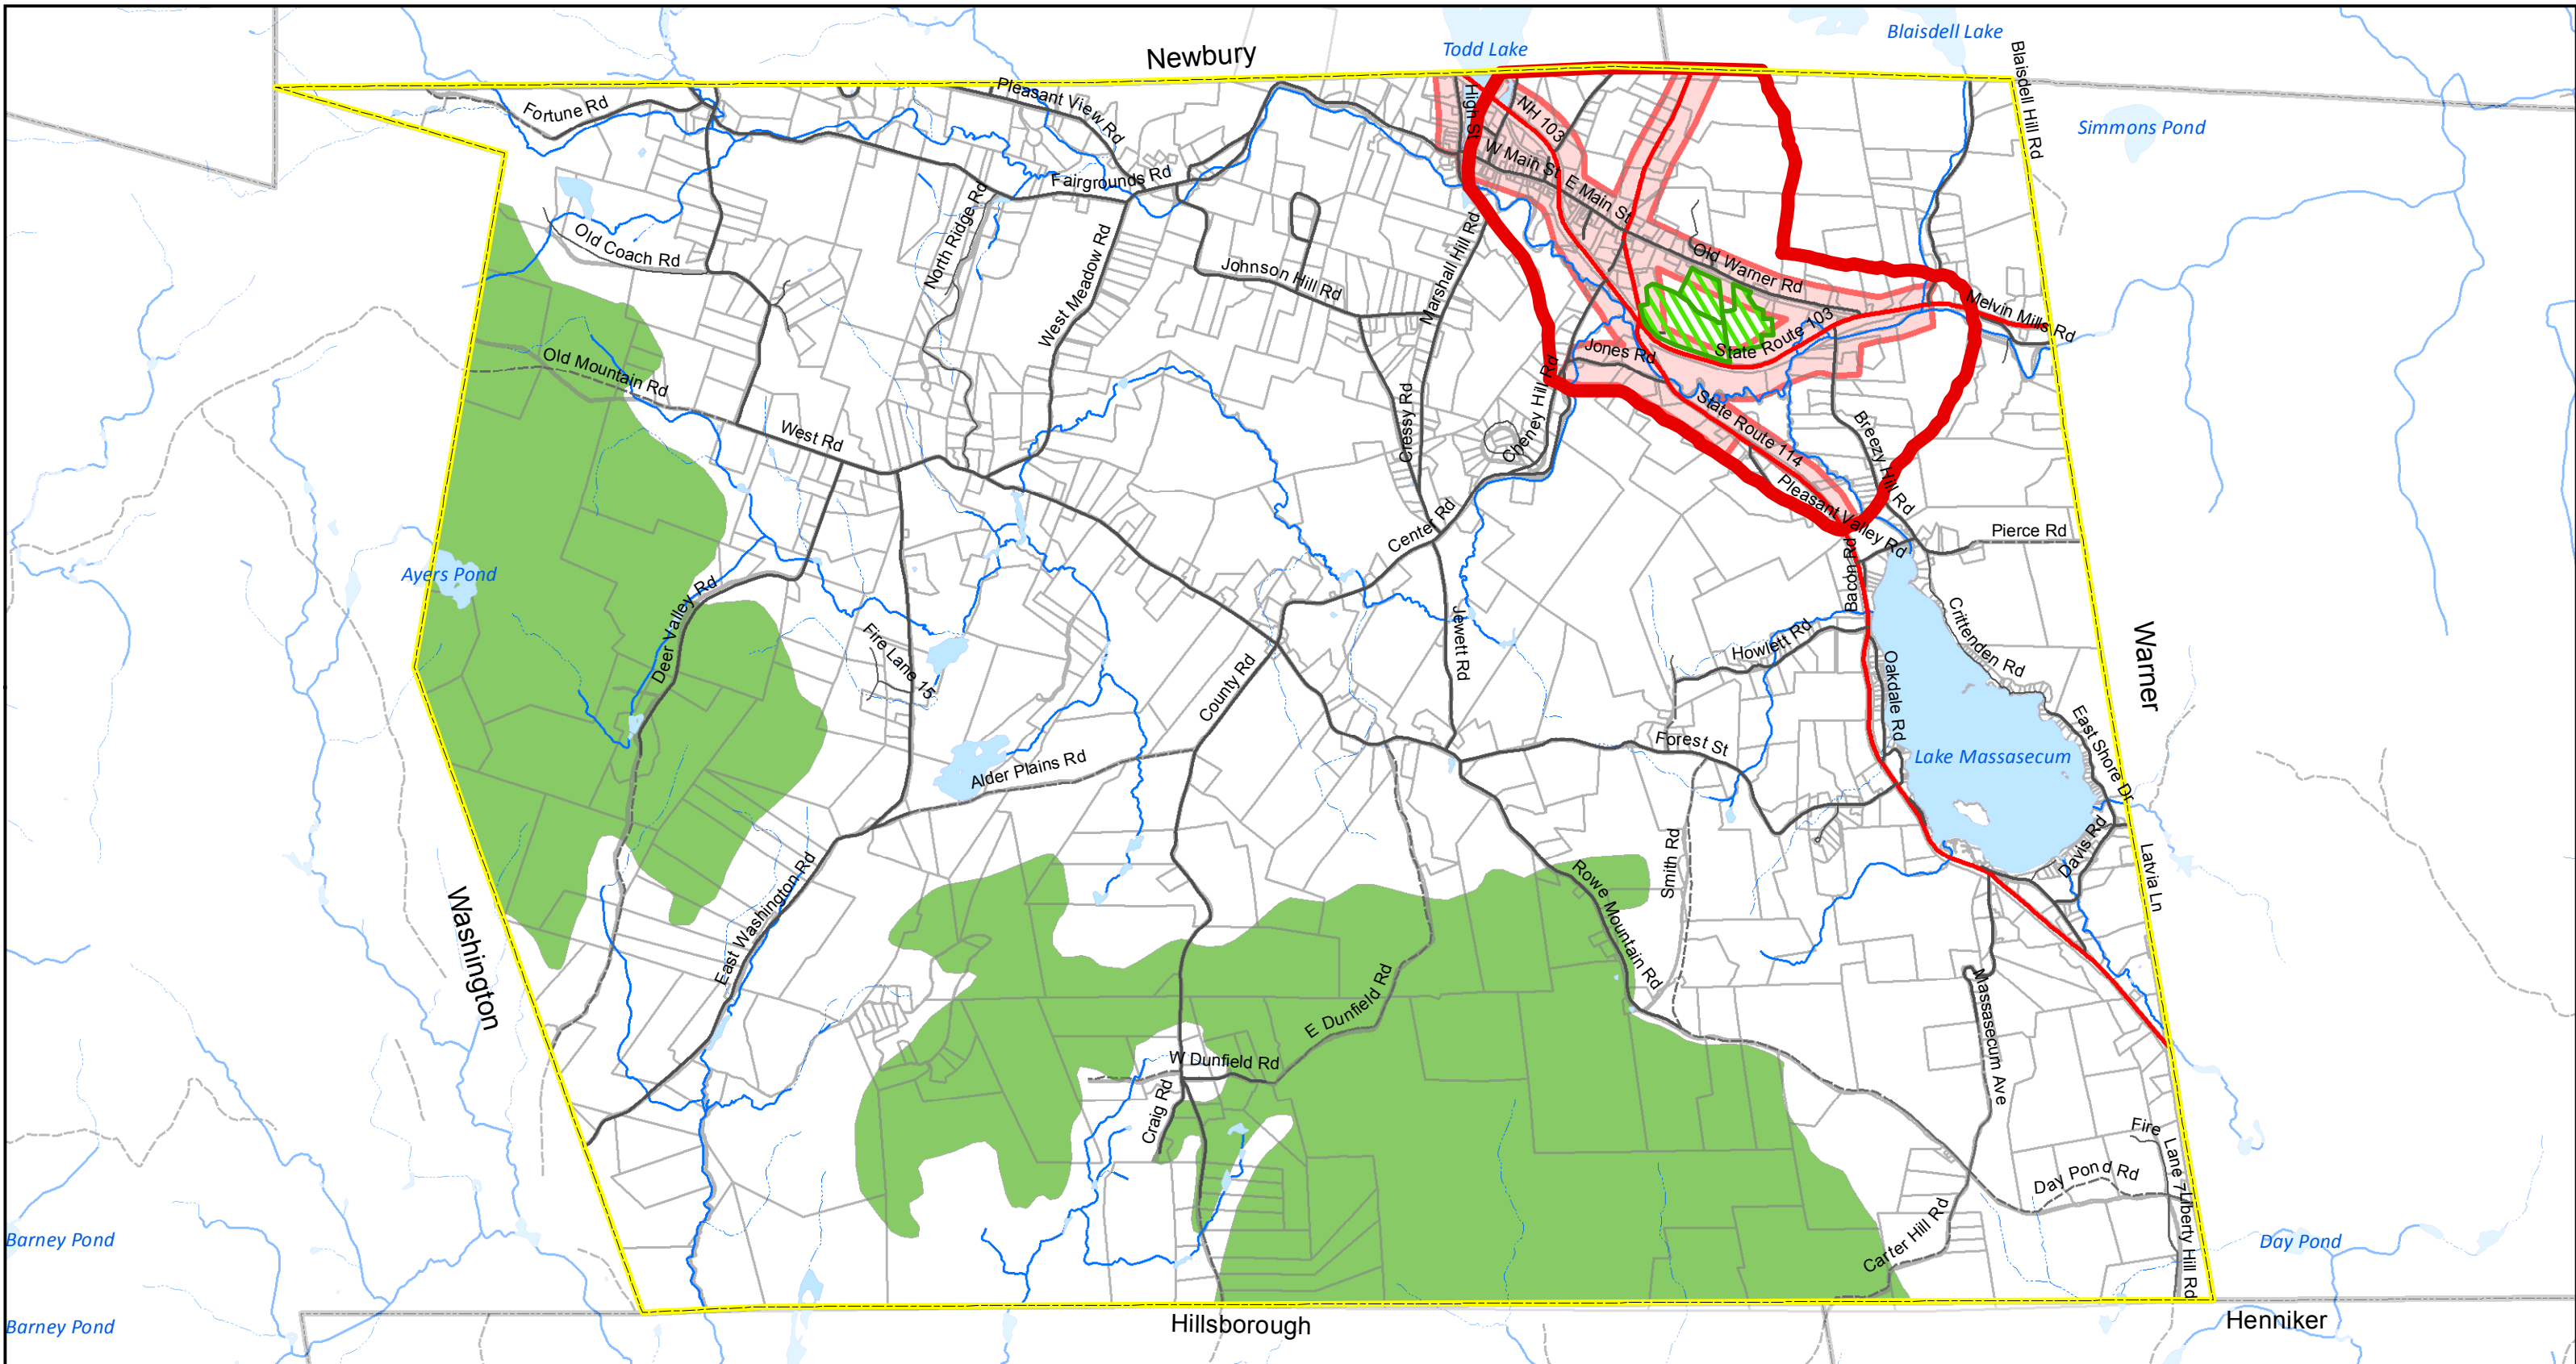 Newbury
Todd Lake
Blaisdell Lake
Blaisdell Hill Rd
Simmons Pond
Fortune Rd
Pleasant View Rd
High St
NH 103
W Main St
E Main St
Fairgrounds Rd
North Ridge Rd
Old Coach Rd
West Meadow Rd
Johnson Hill Rd
Marshall Hill Rd
Old Warner Rd
Melvin Mills Rd
State Route 103
Jones Rd
Old Mountain Rd
West Rd
Cressy Rd
Cheney Hill Rd
State Route 114
Breezy Hill Rd
Pleasant Valley Rd
Center Rd
Pierce Rd
Ayers Pond
Bacon Rd
Deer Valley Rd
Fire Lane 15
Jewett Rd
Howlett Rd
Crittenden Rd
Warner
County Rd
Oakdale Rd
Forest St
Lake Massasecum
East Shore Dr
Alder Plains Rd
Smith Rd
Davis Rd
Latvia Ln
Washington
East Washington Rd
Rowe Mountain Rd
Massasecum Ave
E Dunfield Rd
W Dunfield Rd
Craig Rd
Fire Lane 7
Day Pond Rd
Liberty Hill Rd
Carter Hill Rd
Barney Pond
Day Pond
Barney Pond
Hillsborough
Henniker